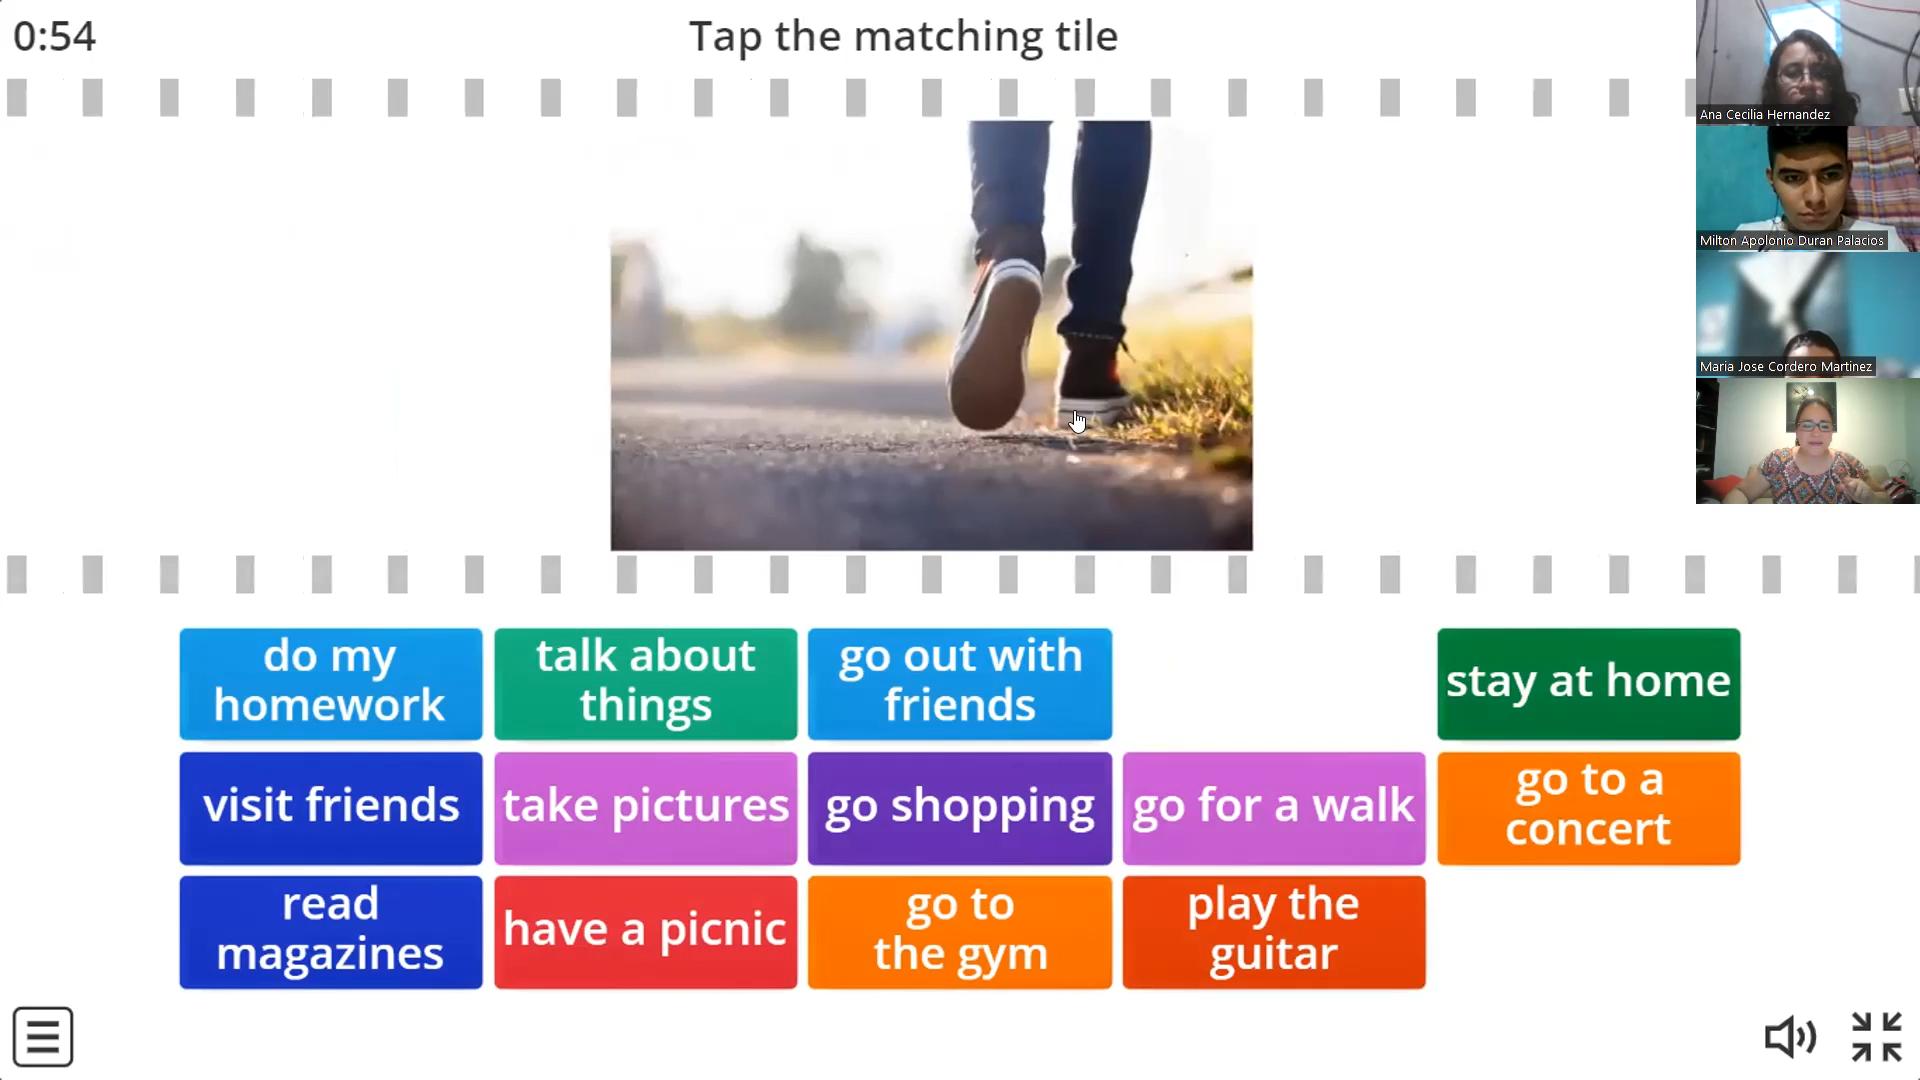 0:54
Tap the matching tile
Ana Cecilia Hernandez
Milton Apolonio Duran Palacios
Maria Jose Cordero Martinez
do my
homework
talk about
things
go out with
friends
stay at home
visit friends
take pictures
go shopping
go for a walk
go to a
concert
read
magazines
have a picnic
go to
the gym
play the
guitar